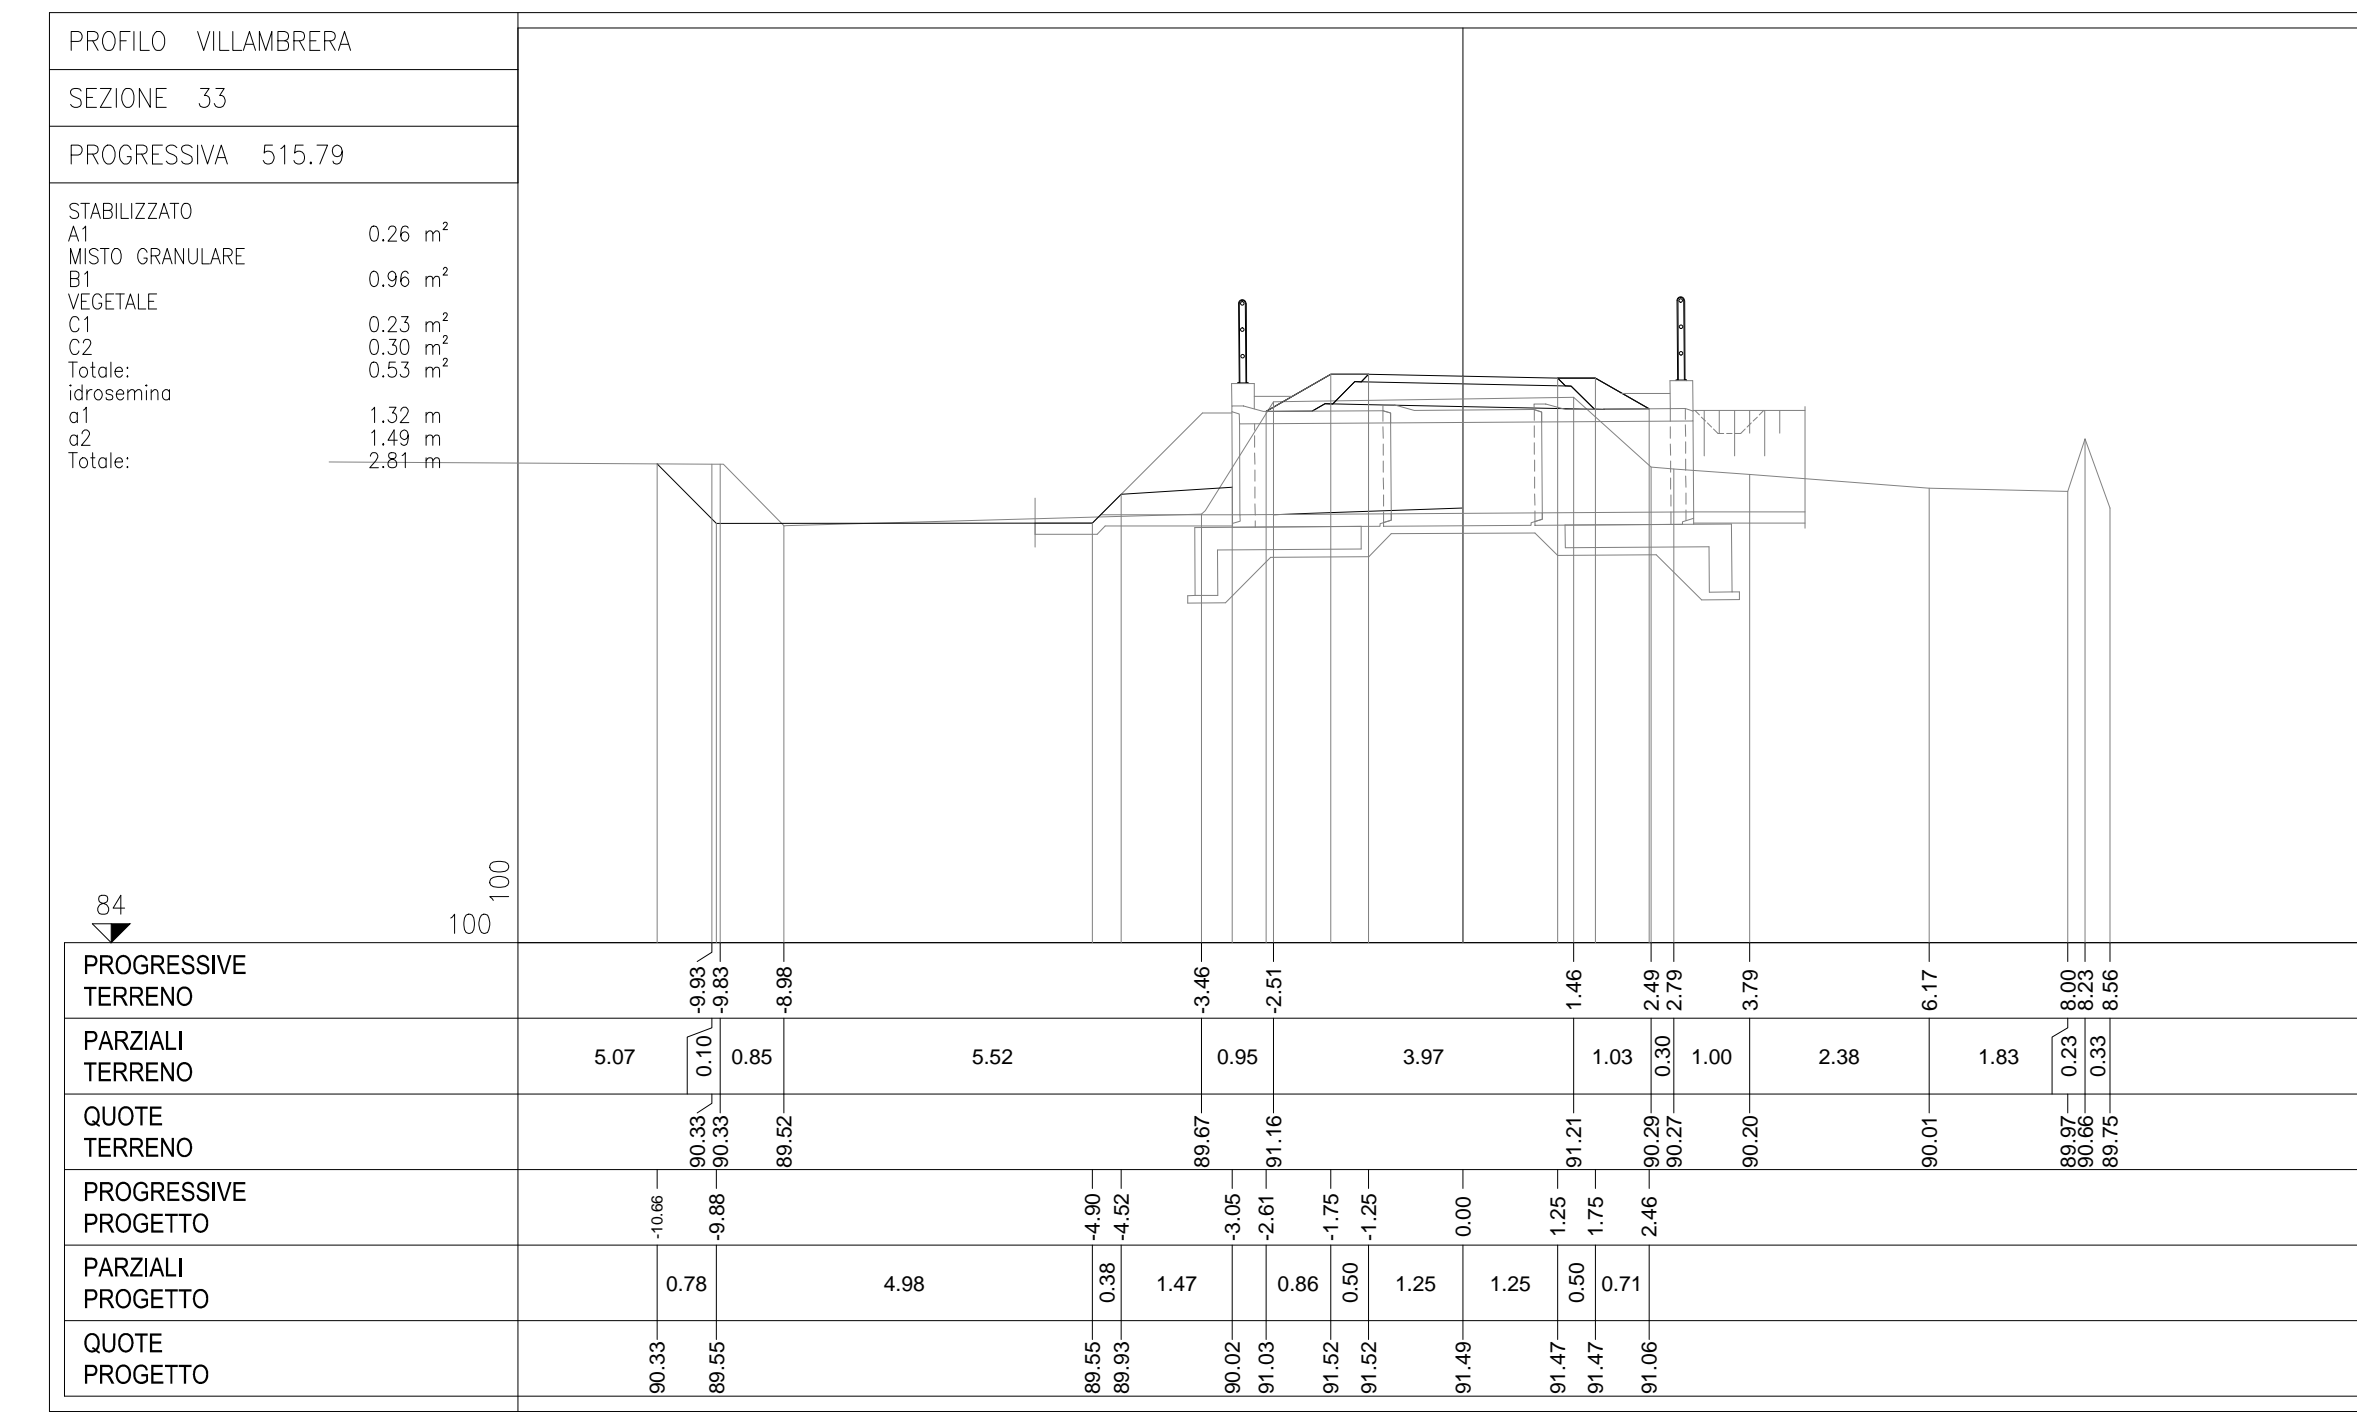 PROFILO VILLAMBRERA
SEZIONE 33
PROGRESSIVA 515.79
STABILIZZATO
A1 0.26 m²
MISTO GRANULARE
B1 0.96 m²
VEGETALE
C1 0.23 m²
C2 0.30 m²
Totale: 0.53 m²
idrosemina
a1 1.32 m
a2 1.49 m
Totale: 2.81 m
84
100
100
PROGRESSIVE
TERRENO
-9.93 -9.83 -8.98 -3.46 -2.51 1.46 2.49 2.79 3.79 6.17 8.00 8.23 8.56
PARZIALI
TERRENO
5.07 0.10 0.85 5.52 0.95 3.97 1.03 0.30 1.00 2.38 1.83 0.23 0.33
QUOTE
TERRENO
90.33 90.33 89.52 89.67 91.16 91.21 90.29 90.27 90.20 90.01 89.97 90.66 89.75
PROGRESSIVE
PROGETTO
-10.66 -9.88 -4.90 -4.52 -3.05 -2.61 -1.75 -1.25 0.00 1.25 1.75 2.46
PARZIALI
PROGETTO
0.78 4.98 0.38 1.47 0.86 0.50 1.25 1.25 0.50 0.71
QUOTE
PROGETTO
90.33 89.55 89.55 89.93 90.02 91.03 91.52 91.52 91.49 91.47 91.47 91.06